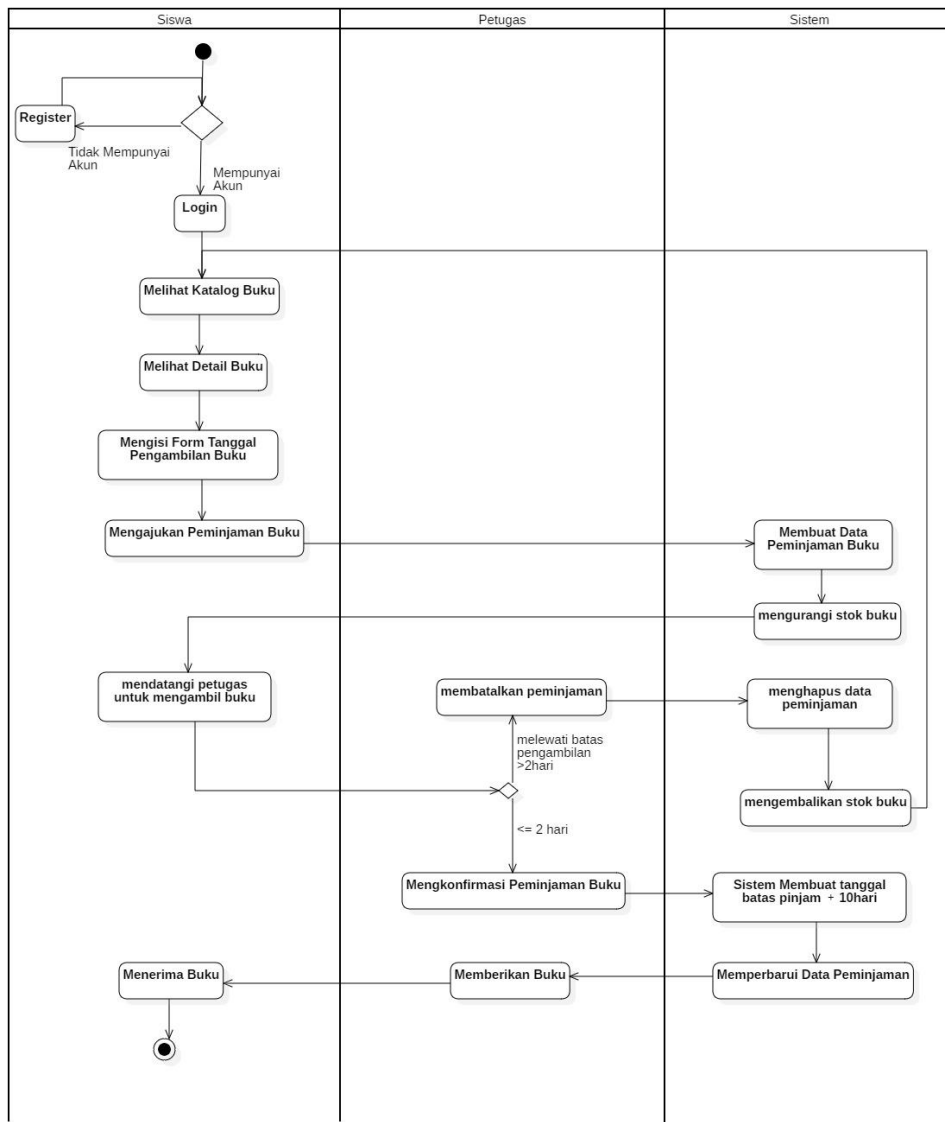 Siswa
Petugas
Sistem
Register
Tidak Mempunyai
Akun
Mempunyai
Akun
Login
Melihat Katalog Buku
Melihat Detail Buku
Mengisi Form Tanggal
Pengambilan Buku
Mengajukan Peminjaman Buku
Membuat Data
Peminjaman Buku
mengurangi stok buku
mendatangi petugas
untuk mengambil buku
membatalkan peminjaman
menghapus data
peminjaman
melewati batas
pengambilan
>2hari
mengembalikan stok buku
<= 2 hari
Mengkonfirmasi Peminjaman Buku
Sistem Membuat tanggal
batas pinjam + 10hari
Menerima Buku
Memberikan Buku
Memperbarui Data Peminjaman